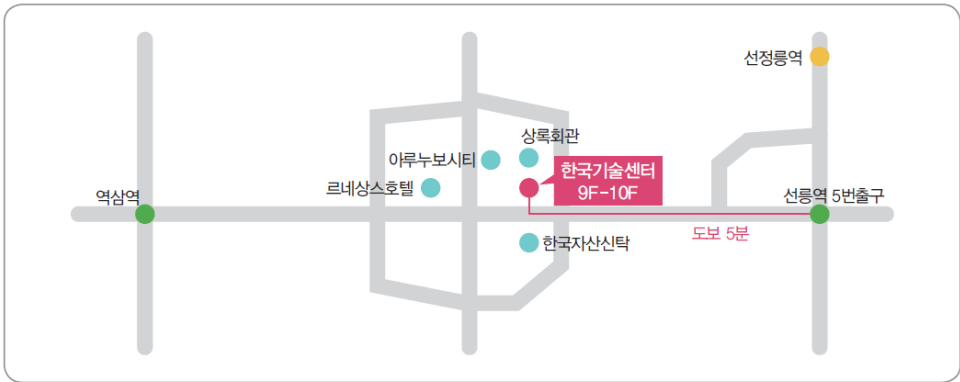 선정릉역
상록회관
아루누보시티
한국기술센터
9F-10F
르네상스호텔
역삼역
선릉역 5번출구
도보 5분
한국자산신탁